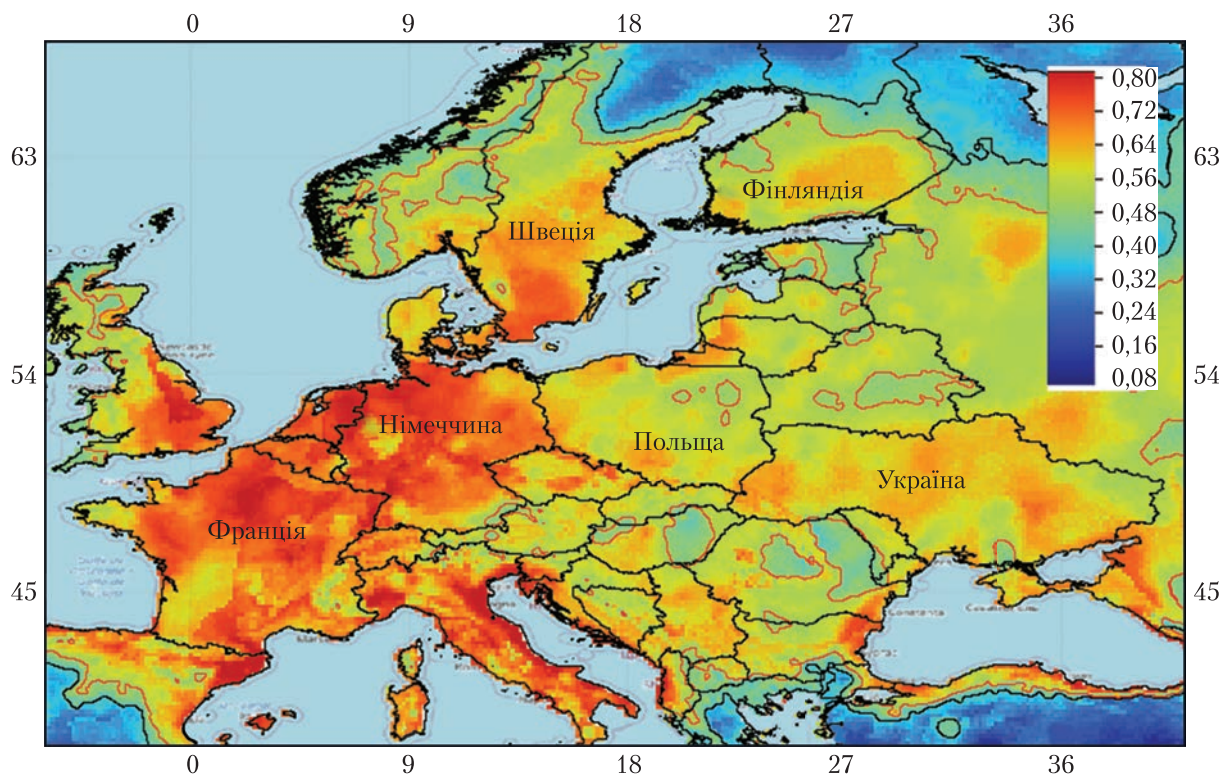 0 9 18 27 36
0,80
63 0,72 63
0,64
Фінляндія 0,56
0,48
Швеція 0,40
0,32
0,24
0,16
54 0,08 54
Німеччина
Польща
Україна
Франція
45 45
Constanta
0 9 18 27 36